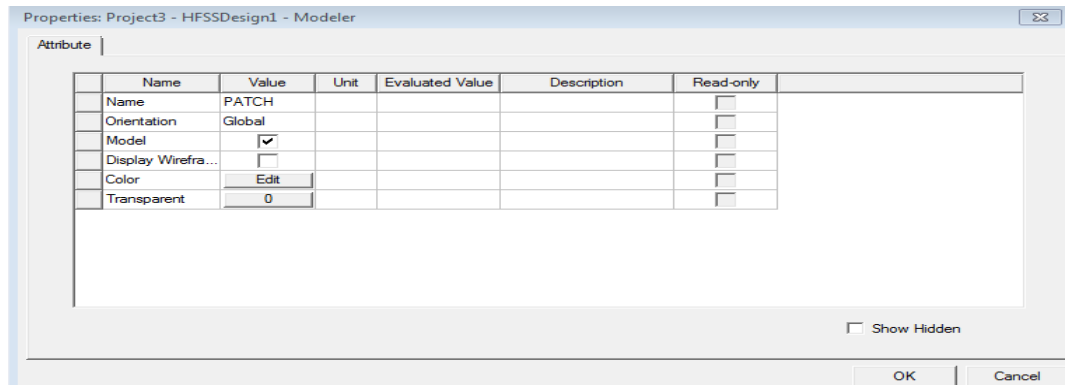 Properties: Project3 - HFSSDesign1 - Modeler
Attribute
Name Value Unit Evaluated Value Description Read-only
Name PATCH
Orientation Global
Model
Display Wirefra...
Color Edit
Transparent 0
Show Hidden
OK Cancel